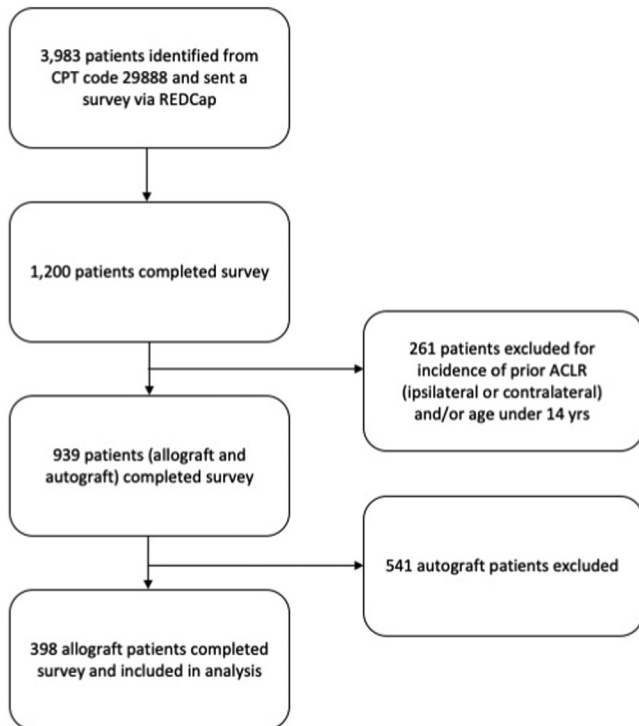 3,983 patients identified from
CPT code 29888 and sent a
survey via REDCap
1,200 patients completed survey
261 patients excluded for
incidence of prior ACLR
(ipsilateral or contralateral)
and/or age under 14 yrs
939 patients (allograft and
autograft) completed survey
541 autograft patients excluded
398 allograft patients completed
survey and included in analysis